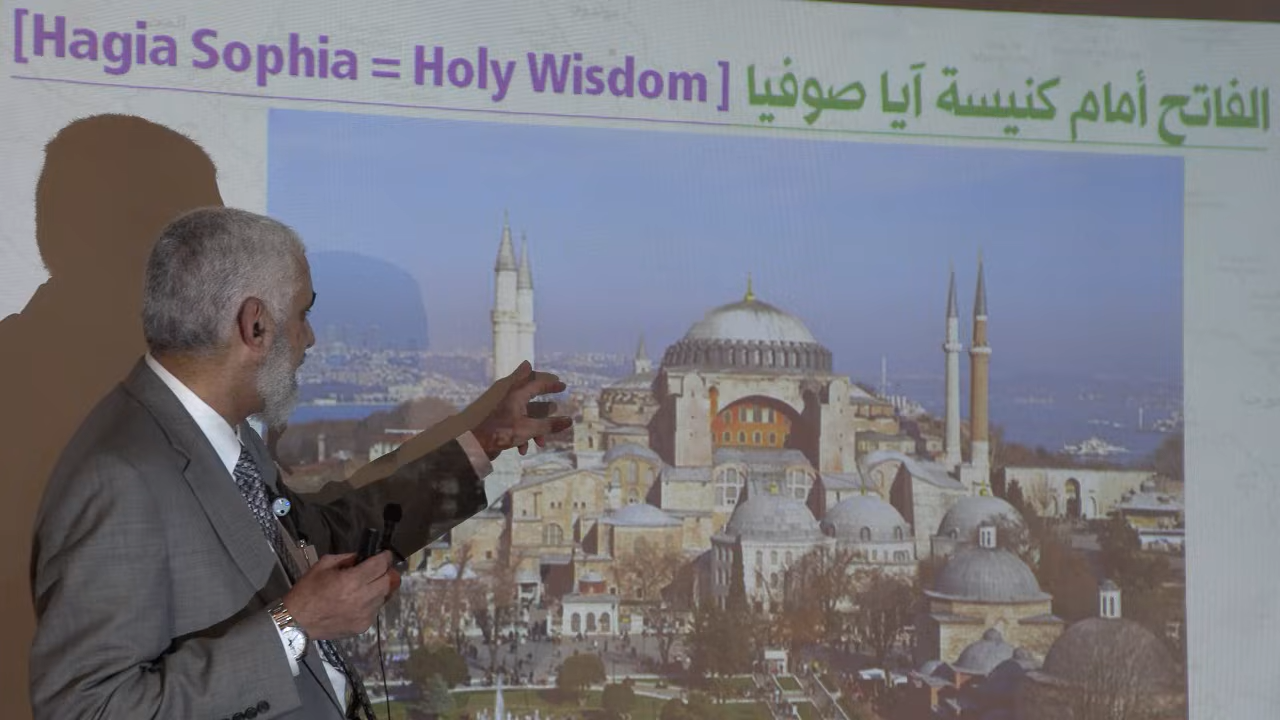 [Hagia Sophia = Holy Wisdom] الفاتح أمام كنيسة آيا صوفيا